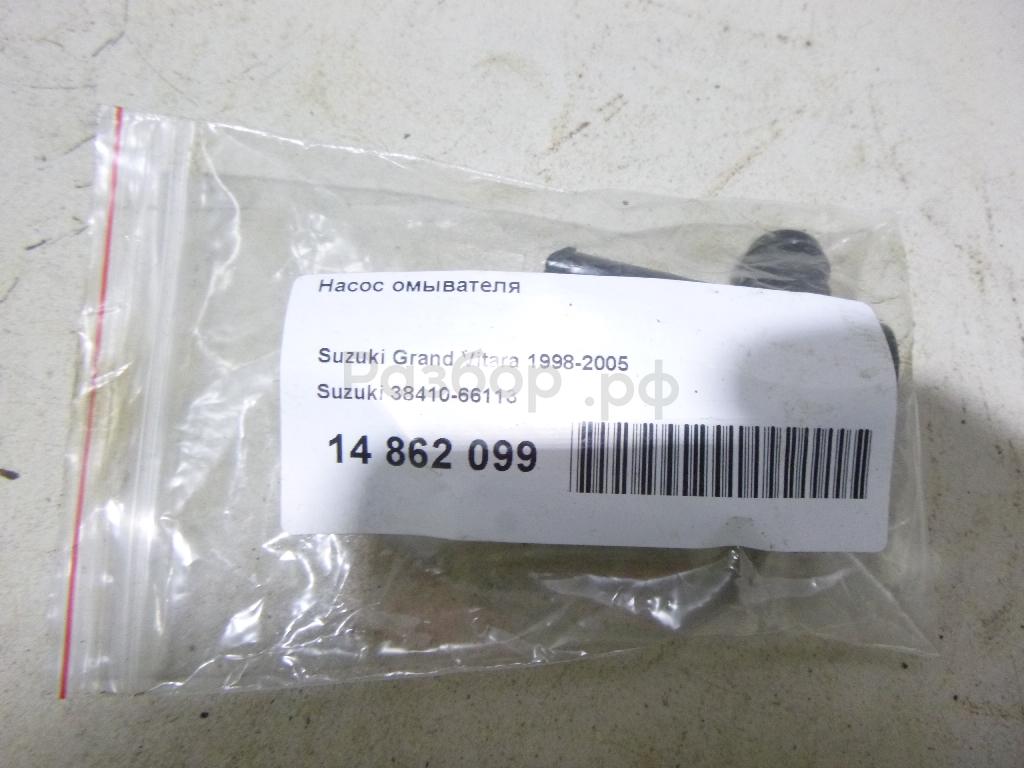 Насос омывателя
Suzuki Grand Vitara 1998-2005
Suzuki 38410-66113
Разбор.рф
14 862 099